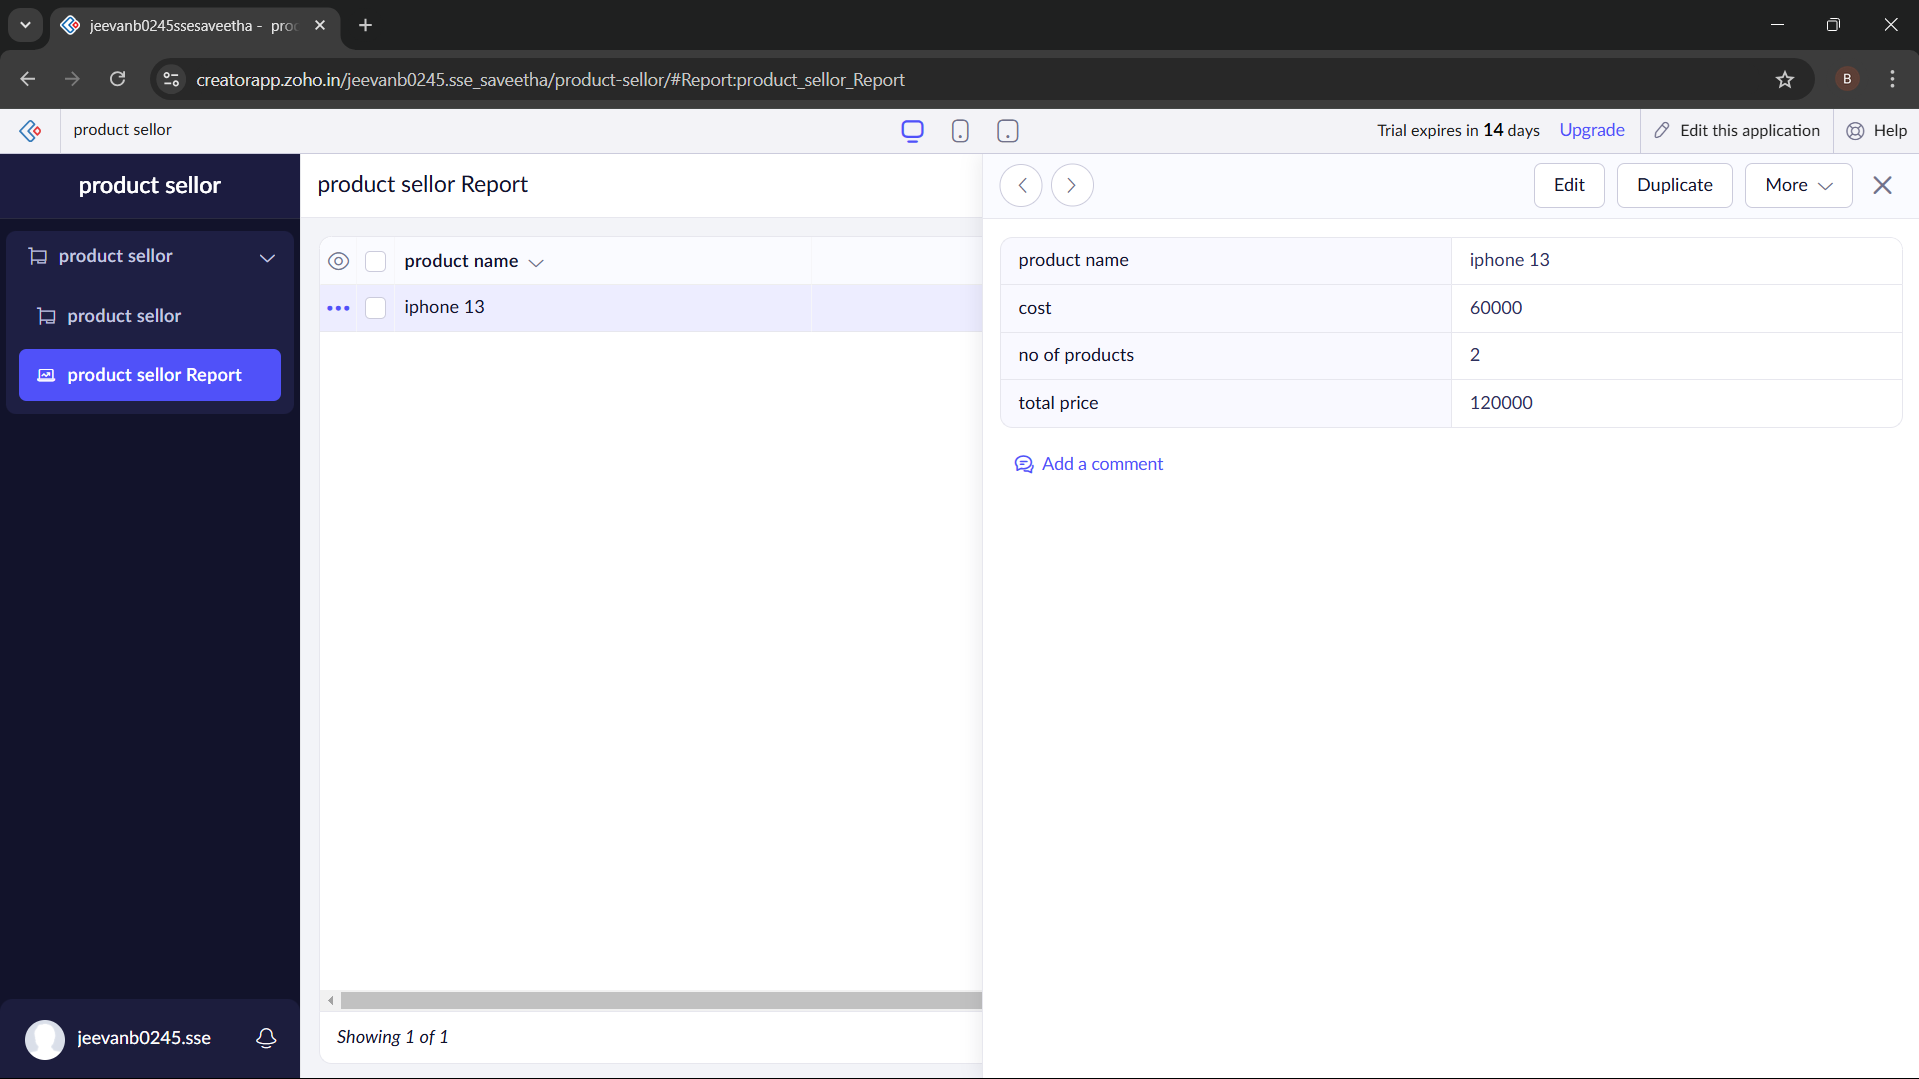 jeevanb0245ssesaveetha - proc
creatorapp.zoho.in/jeevanb0245.sse_saveetha/product-sellor/#Report:product_sellor_Report
B
product sellor
Trial expires in 14 days
Upgrade
Edit this application
Help
product sellor
product sellor
product sellor
product sellor Report
jeevanb0245.sse
product sellor Report
product name
iphone 13
Showing 1 of 1
Edit
Duplicate
More
product name iphone 13
cost 60000
no of products 2
total price 120000
Add a comment